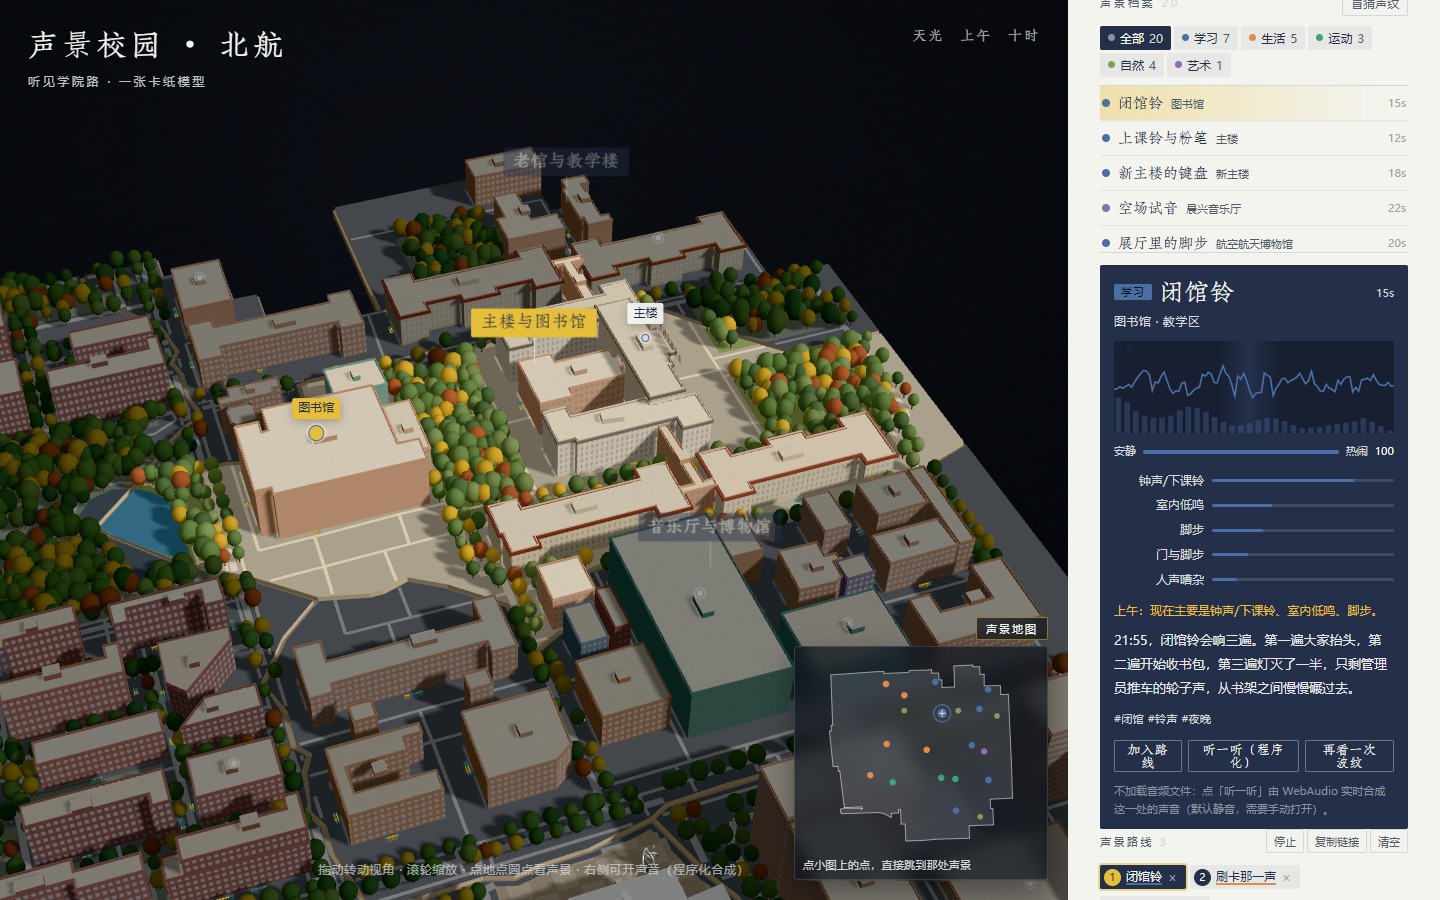 声景校园 · 北航
听见学院路 · 一张卡纸模型
天光 上午 十时
老馆与教学楼
主楼与图书馆
主楼
图书馆
音乐厅与博物馆
声景地图
点小图上的点，直接跳到那处声景
拖动转动视角 · 滚轮缩放 · 点地点圆点看声景 · 右侧可开声音（程序化合成）
声景档案 20
盲猜声纹
全部 20
学习 7
生活 5
运动 3
自然 4
艺术 1
闭馆铃 图书馆 15s
上课铃与粉笔 主楼 12s
新主楼的键盘 新主楼 18s
空场试音 晨兴音乐厅 22s
展厅里的脚步 航空航天博物馆 20s
学习 闭馆铃 15s
图书馆 · 教学区
安静 热闹 100
钟声/下课铃
室内低鸣
脚步
门与脚步
人声嘈杂
上午：现在主要是钟声/下课铃、室内低鸣、脚步。
21:55，闭馆铃会响三遍。第一遍大家抬头，第
二遍开始收书包，第三遍灯灭了一半，只剩管理
员推车的轮子声，从书架之间慢慢碾过去。
#闭馆 #铃声 #夜晚
加入路
线
听一听（程序
化）
再看一次
波纹
不加载音频文件：点「听一听」由 WebAudio 实时合成
这一处的声音（默认静音，需要手动打开）。
声景路线 3
停止
复制链接
清空
1 闭馆铃 ×
2 刷卡那一声 ×